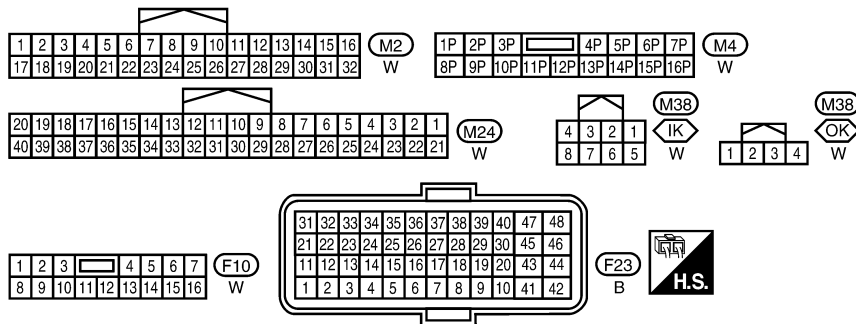 1 2 3 4 5 6 7 8 9 10 11 12 13 14 15 16
17 18 19 20 21 22 23 24 25 26 27 28 29 30 31 32
M2
W
1P 2P 3P 4P 5P 6P 7P
8P 9P 10P 11P 12P 13P 14P 15P 16P
M4
W
20 19 18 17 16 15 14 13 12 11 10 9 8 7 6 5 4 3 2 1
40 39 38 37 36 35 34 33 32 31 30 29 28 27 26 25 24 23 22 21
M24
W
4 3 2 1
8 7 6 5
M38
IK
W
1 2 3 4
M38
OK
W
1 2 3 4 5 6 7
8 9 10 11 12 13 14 15 16
F10
W
31 32 33 34 35 36 37 38 39 40 47 48
21 22 23 24 25 26 27 28 29 30 45 46
11 12 13 14 15 16 17 18 19 20 43 44
1 2 3 4 5 6 7 8 9 10 41 42
F23
B
H.S.